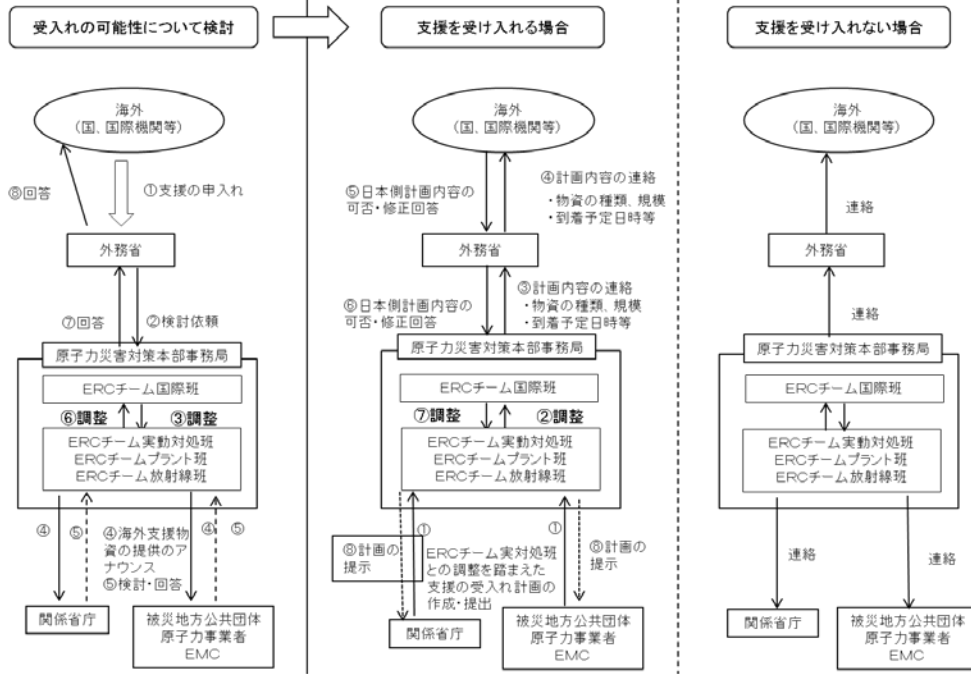 受入れの可能性について検討
海外
（国、国際機関等）
⑧回答
①支援の申入れ
外務省
⑦回答
②検討依頼
原子力災害対策本部事務局
ERCチーム国際班
⑥調整
③調整
ERCチーム実動対処班
ERCチームプラント班
ERCチーム放射線班
④
⑤
④海外支援物
資の提供のア
ナウンス
⑤検討・回答
④
⑤
関係省庁
被災地方公共団体
原子力事業者
EMC
支援を受け入れる場合
海外
（国、国際機関等）
⑤日本側計画内容の
可否・修正回答
④計画内容の連絡
・物資の種類、規模
・到着予定日時等
外務省
⑥日本側計画内容の
可否・修正回答
③計画内容の連絡
・物資の種類、規模
・到着予定日時等
原子力災害対策本部事務局
ERCチーム国際班
⑦調整
②調整
ERCチーム実動対処班
ERCチームプラント班
ERCチーム放射線班
①
①
⑧計画の
提示
ERCチーム実対処班
との調整を踏まえた
支援の受入れ計画の
作成・提出
⑧計画の
提示
関係省庁
被災地方公共団体
原子力事業者
EMC
支援を受け入れない場合
海外
（国、国際機関等）
連絡
外務省
連絡
原子力災害対策本部事務局
ERCチーム国際班
ERCチーム実動対処班
ERCチームプラント班
ERCチーム放射線班
連絡
連絡
関係省庁
被災地方公共団体
原子力事業者
EMC